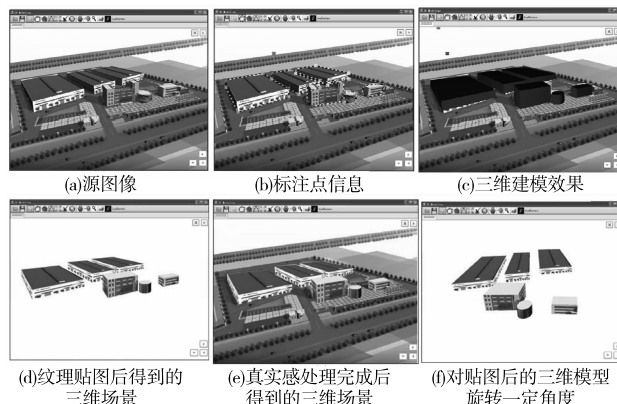 (a)源图像
(b)标注点信息
(c)三维建模效果
(d)纹理贴图后得到的
三维场景
(e)真实感处理完成后
得到的三维场景
(f)对贴图后的三维模型
旋转一定角度